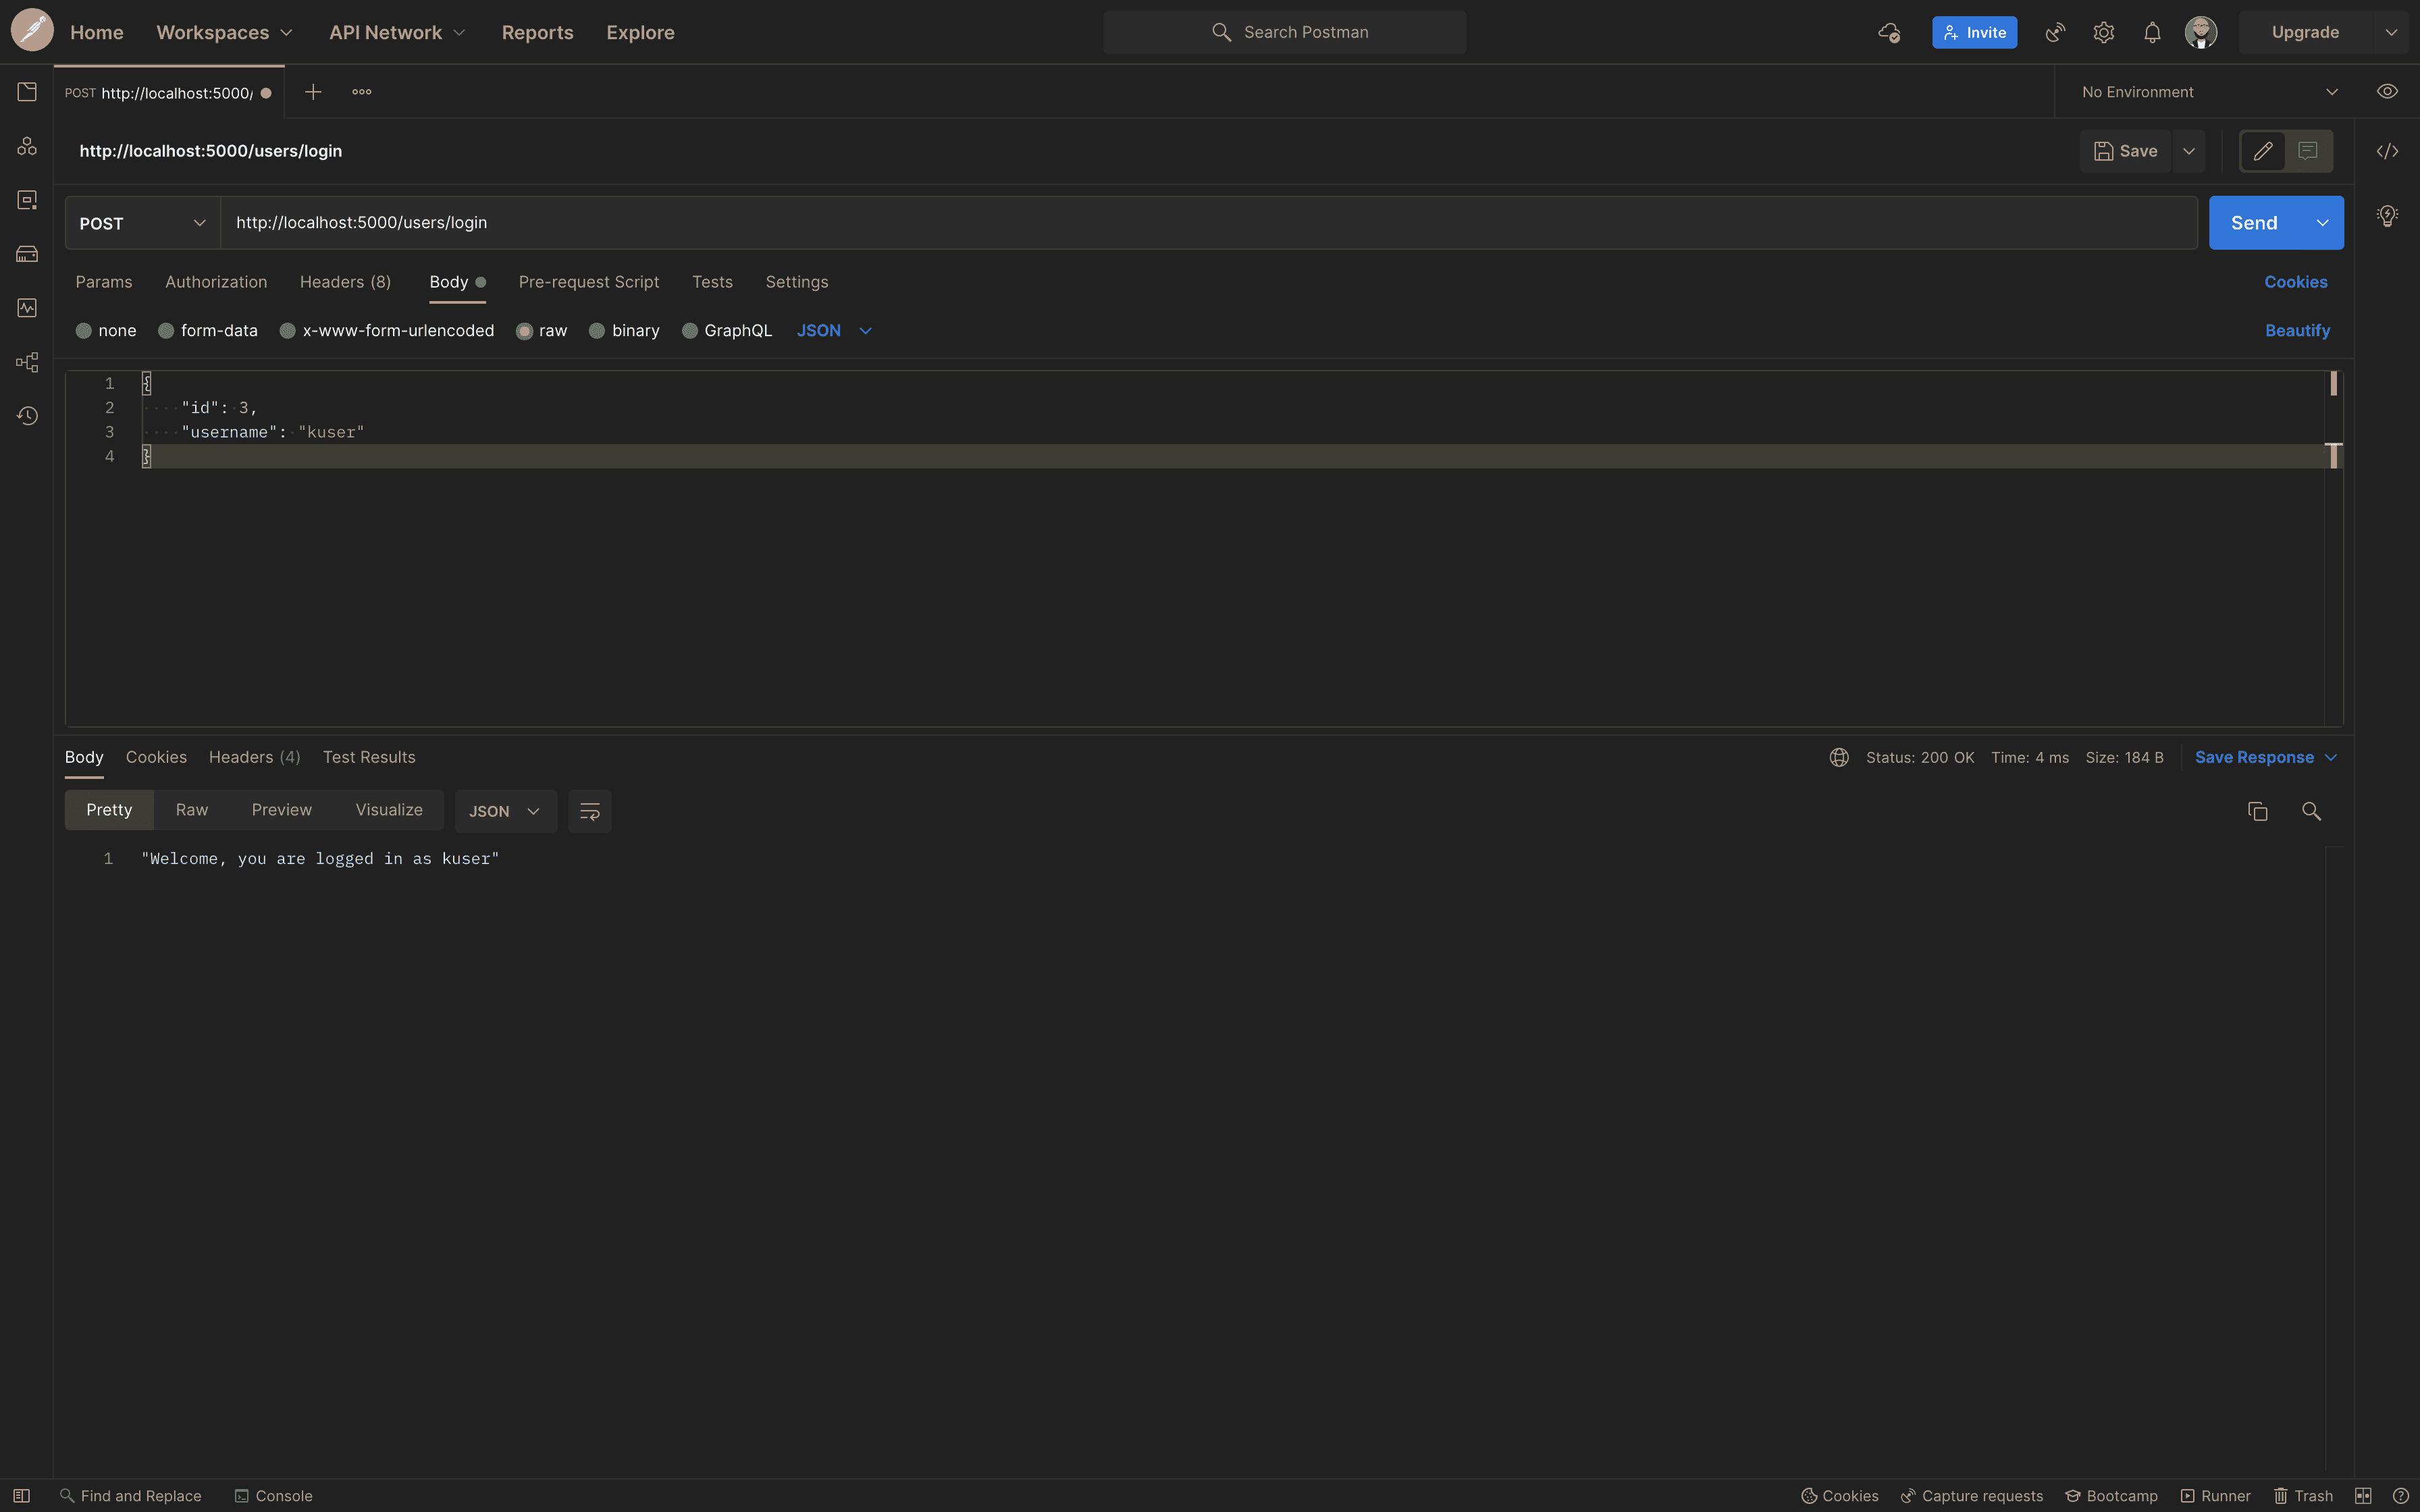 Home Workspaces API Network Reports Explore Search Postman Invite Upgrade
POST http://localhost:5000/ No Environment
http://localhost:5000/users/login Save
POST http://localhost:5000/users/login Send
Params Authorization Headers (8) Body Pre-request Script Tests Settings Cookies
none form-data x-www-form-urlencoded raw binary GraphQL JSON Beautify
1 {
2 "id": 3,
3 "username": "kuser"
4 }
Body Cookies Headers (4) Test Results Status: 200 OK Time: 4 ms Size: 184 B Save Response
Pretty Raw Preview Visualize JSON
1 "Welcome, you are logged in as kuser"
Find and Replace Console Cookies Capture requests Bootcamp Runner Trash